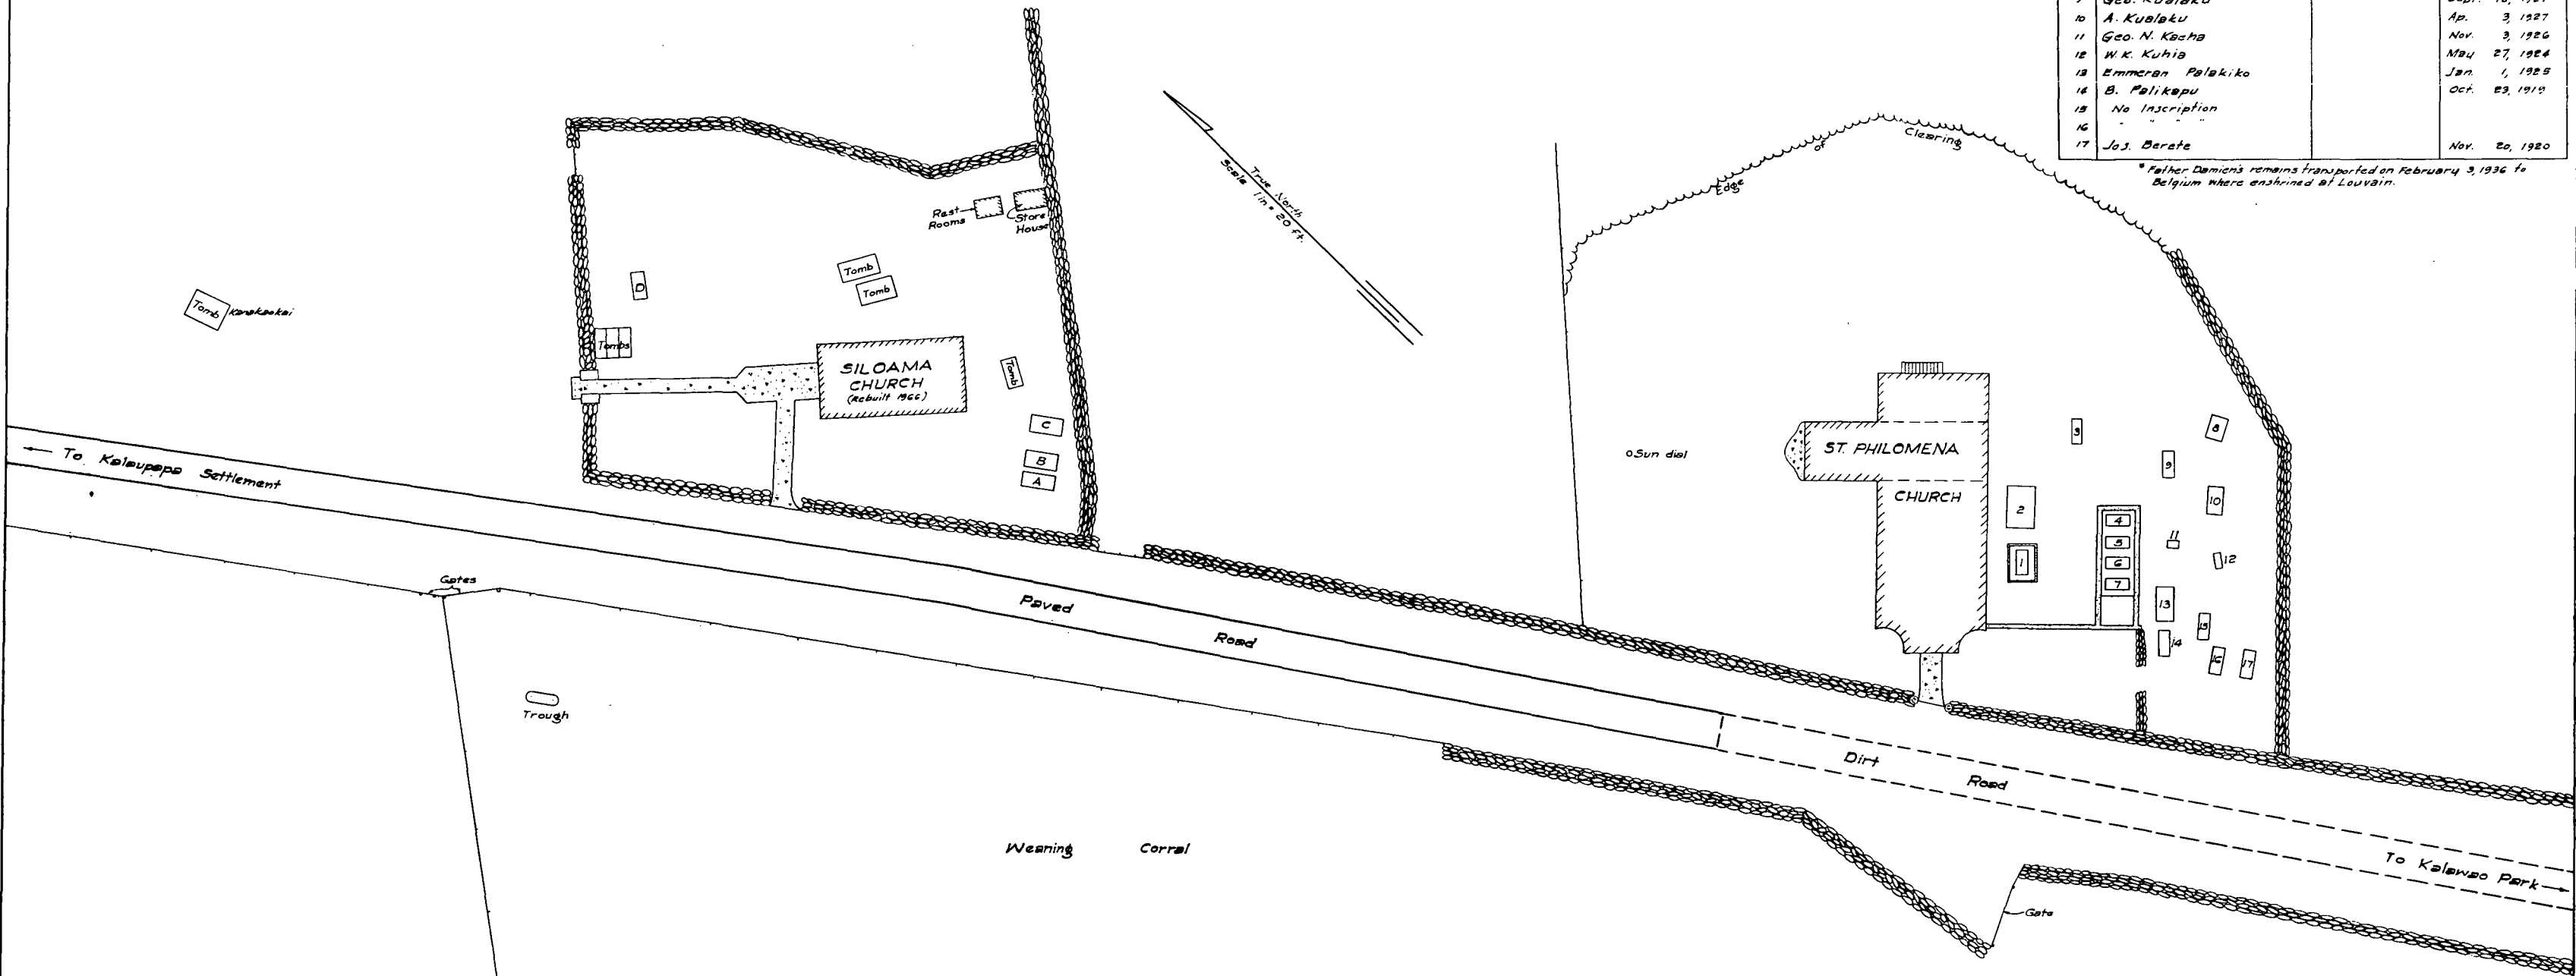 10 A. Kualaku Ap. 3, 1927
11 Geo. N. Kaeha Nov. 3, 1926
12 W. K. Kuhia May 27, 1924
13 Emmeran Palakiko Jan. 1, 1925
14 B. Palikapu Oct. 23, 1919
15 No Inscription
16 " " "
17 Jos. Berete Nov. 20, 1920
* Father Damien's remains transported on February 3, 1936 to
Belgium where enshrined at Louvain.
Edge of Clearing
True North
Scale 1 in = 20 ft.
Rest
Rooms
Store
House
Tomb
Tomb
D
Tomb Kanakaokai
Tombs
SILOAMA
CHURCH
(Rebuilt 1966)
Tomb
C
B
A
Sun dial
ST. PHILOMENA
CHURCH
3
8
9
2
10
4
5
6
7
11
1
12
13
15
14
16
17
To Kalaupapa Settlement
Gates
Paved Road
Trough
Dirt Road
Weaning Corral
To Kalawao Park
Gate